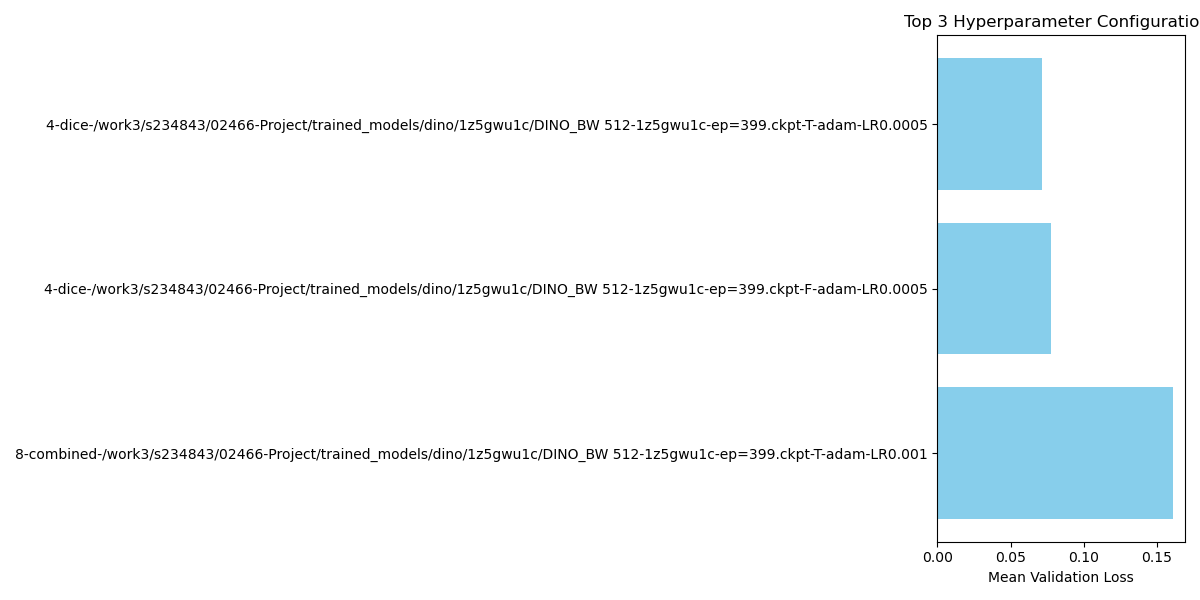 Top 3 Hyperparameter Configuratio
4-dice-/work3/s234843/02466-Project/trained_models/dino/1z5gwu1c/DINO_BW 512-1z5gwu1c-ep=399.ckpt-T-adam-LR0.0005
4-dice-/work3/s234843/02466-Project/trained_models/dino/1z5gwu1c/DINO_BW 512-1z5gwu1c-ep=399.ckpt-F-adam-LR0.0005
8-combined-/work3/s234843/02466-Project/trained_models/dino/1z5gwu1c/DINO_BW 512-1z5gwu1c-ep=399.ckpt-T-adam-LR0.001
0.00 0.05 0.10 0.15
Mean Validation Loss